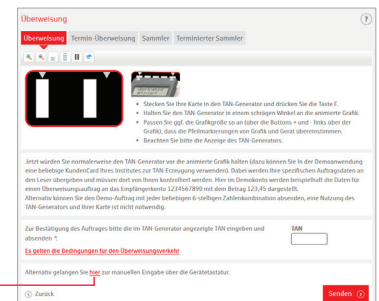 Überweisung
Überweisung Termin-Überweisung Sammler Terminierter Sammler
Stecken Sie Ihre Karte in den TAN-Generator und drücken Sie die Taste F.
Halten Sie den TAN-Generator in einem schrägen Winkel an die animierte Grafik.
Passen Sie ggf. die Grafikgröße so an (über die Buttons + und - links über der
Grafik), dass die Pfeilmarkierungen von Grafik und Gerät übereinstimmen.
Beachten Sie bitte die Anzeige des TAN-Generators.
Jetzt würden Sie normalerweise den TAN-Generator vor die animierte Grafik halten (dazu können Sie in der Demoanwendung
eine beliebige KundenCard Ihres Institutes zur TAN-Erzeugung verwenden). Dabei werden Ihre spezifischen Auftragsdaten an
den Leser übergeben und müssen dort von Ihnen kontrolliert werden. Hier im Demokonto werden beispielhaft die Daten für
einen Überweisungsauftrag an das Empfängerkonto 1234567890 mit dem Betrag 123,45 dargestellt.
Alternativ können Sie den Demo-Auftrag mit jeder beliebigen 6-stelligen Zahlenkombination absenden, eine Nutzung des
TAN-Generators und Ihrer Karte ist nicht notwendig.
Zur Bestätigung des Auftrages bitte die im TAN-Generator angezeigte TAN eingeben und TAN
absenden *:
Es gelten die Bedingungen für den Überweisungsverkehr
Alternativ gelangen Sie hier zur manuellen Eingabe über die Gerätetastatur.
Zurück Senden